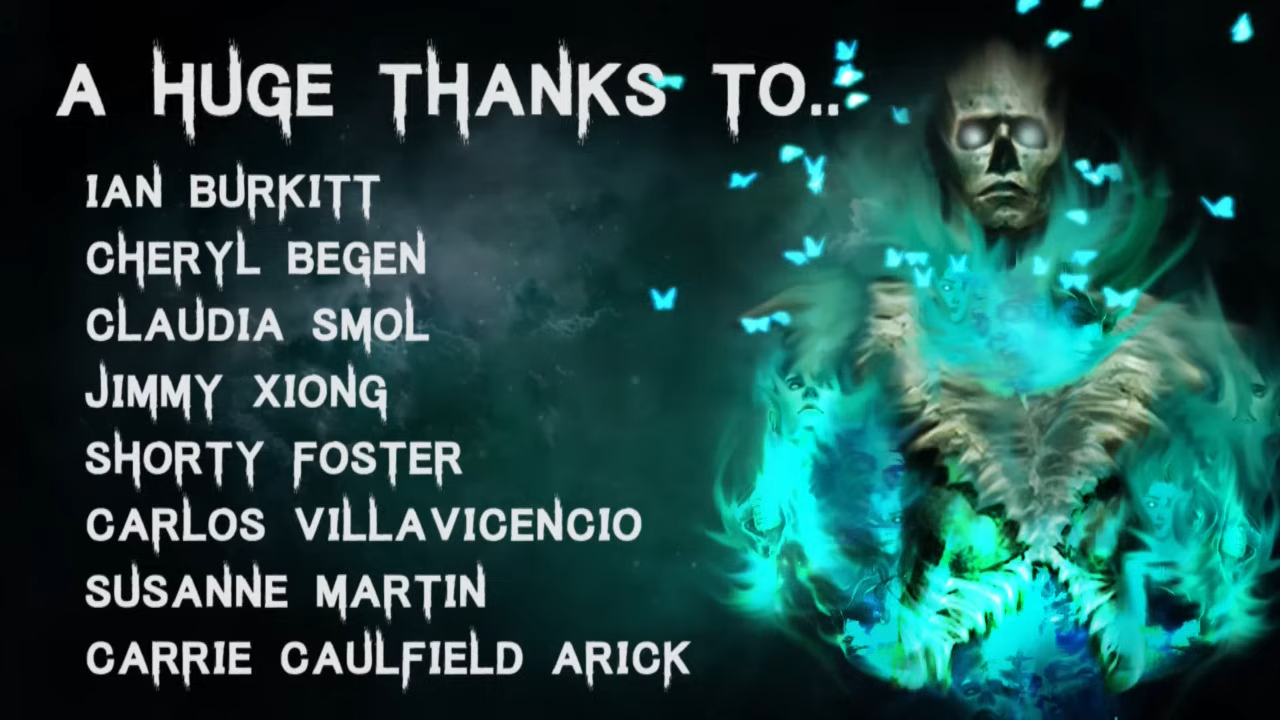 A HUGE THANKS TO..
IAN BURKITT
CHERYL BEGEN
CLAUDIA SMOL
JIMMY XIONG
SHORTY FOSTER
CARLOS VILLAVICENCIO
SUSANNE MARTIN
CARRIE CAULFIELD ARICK